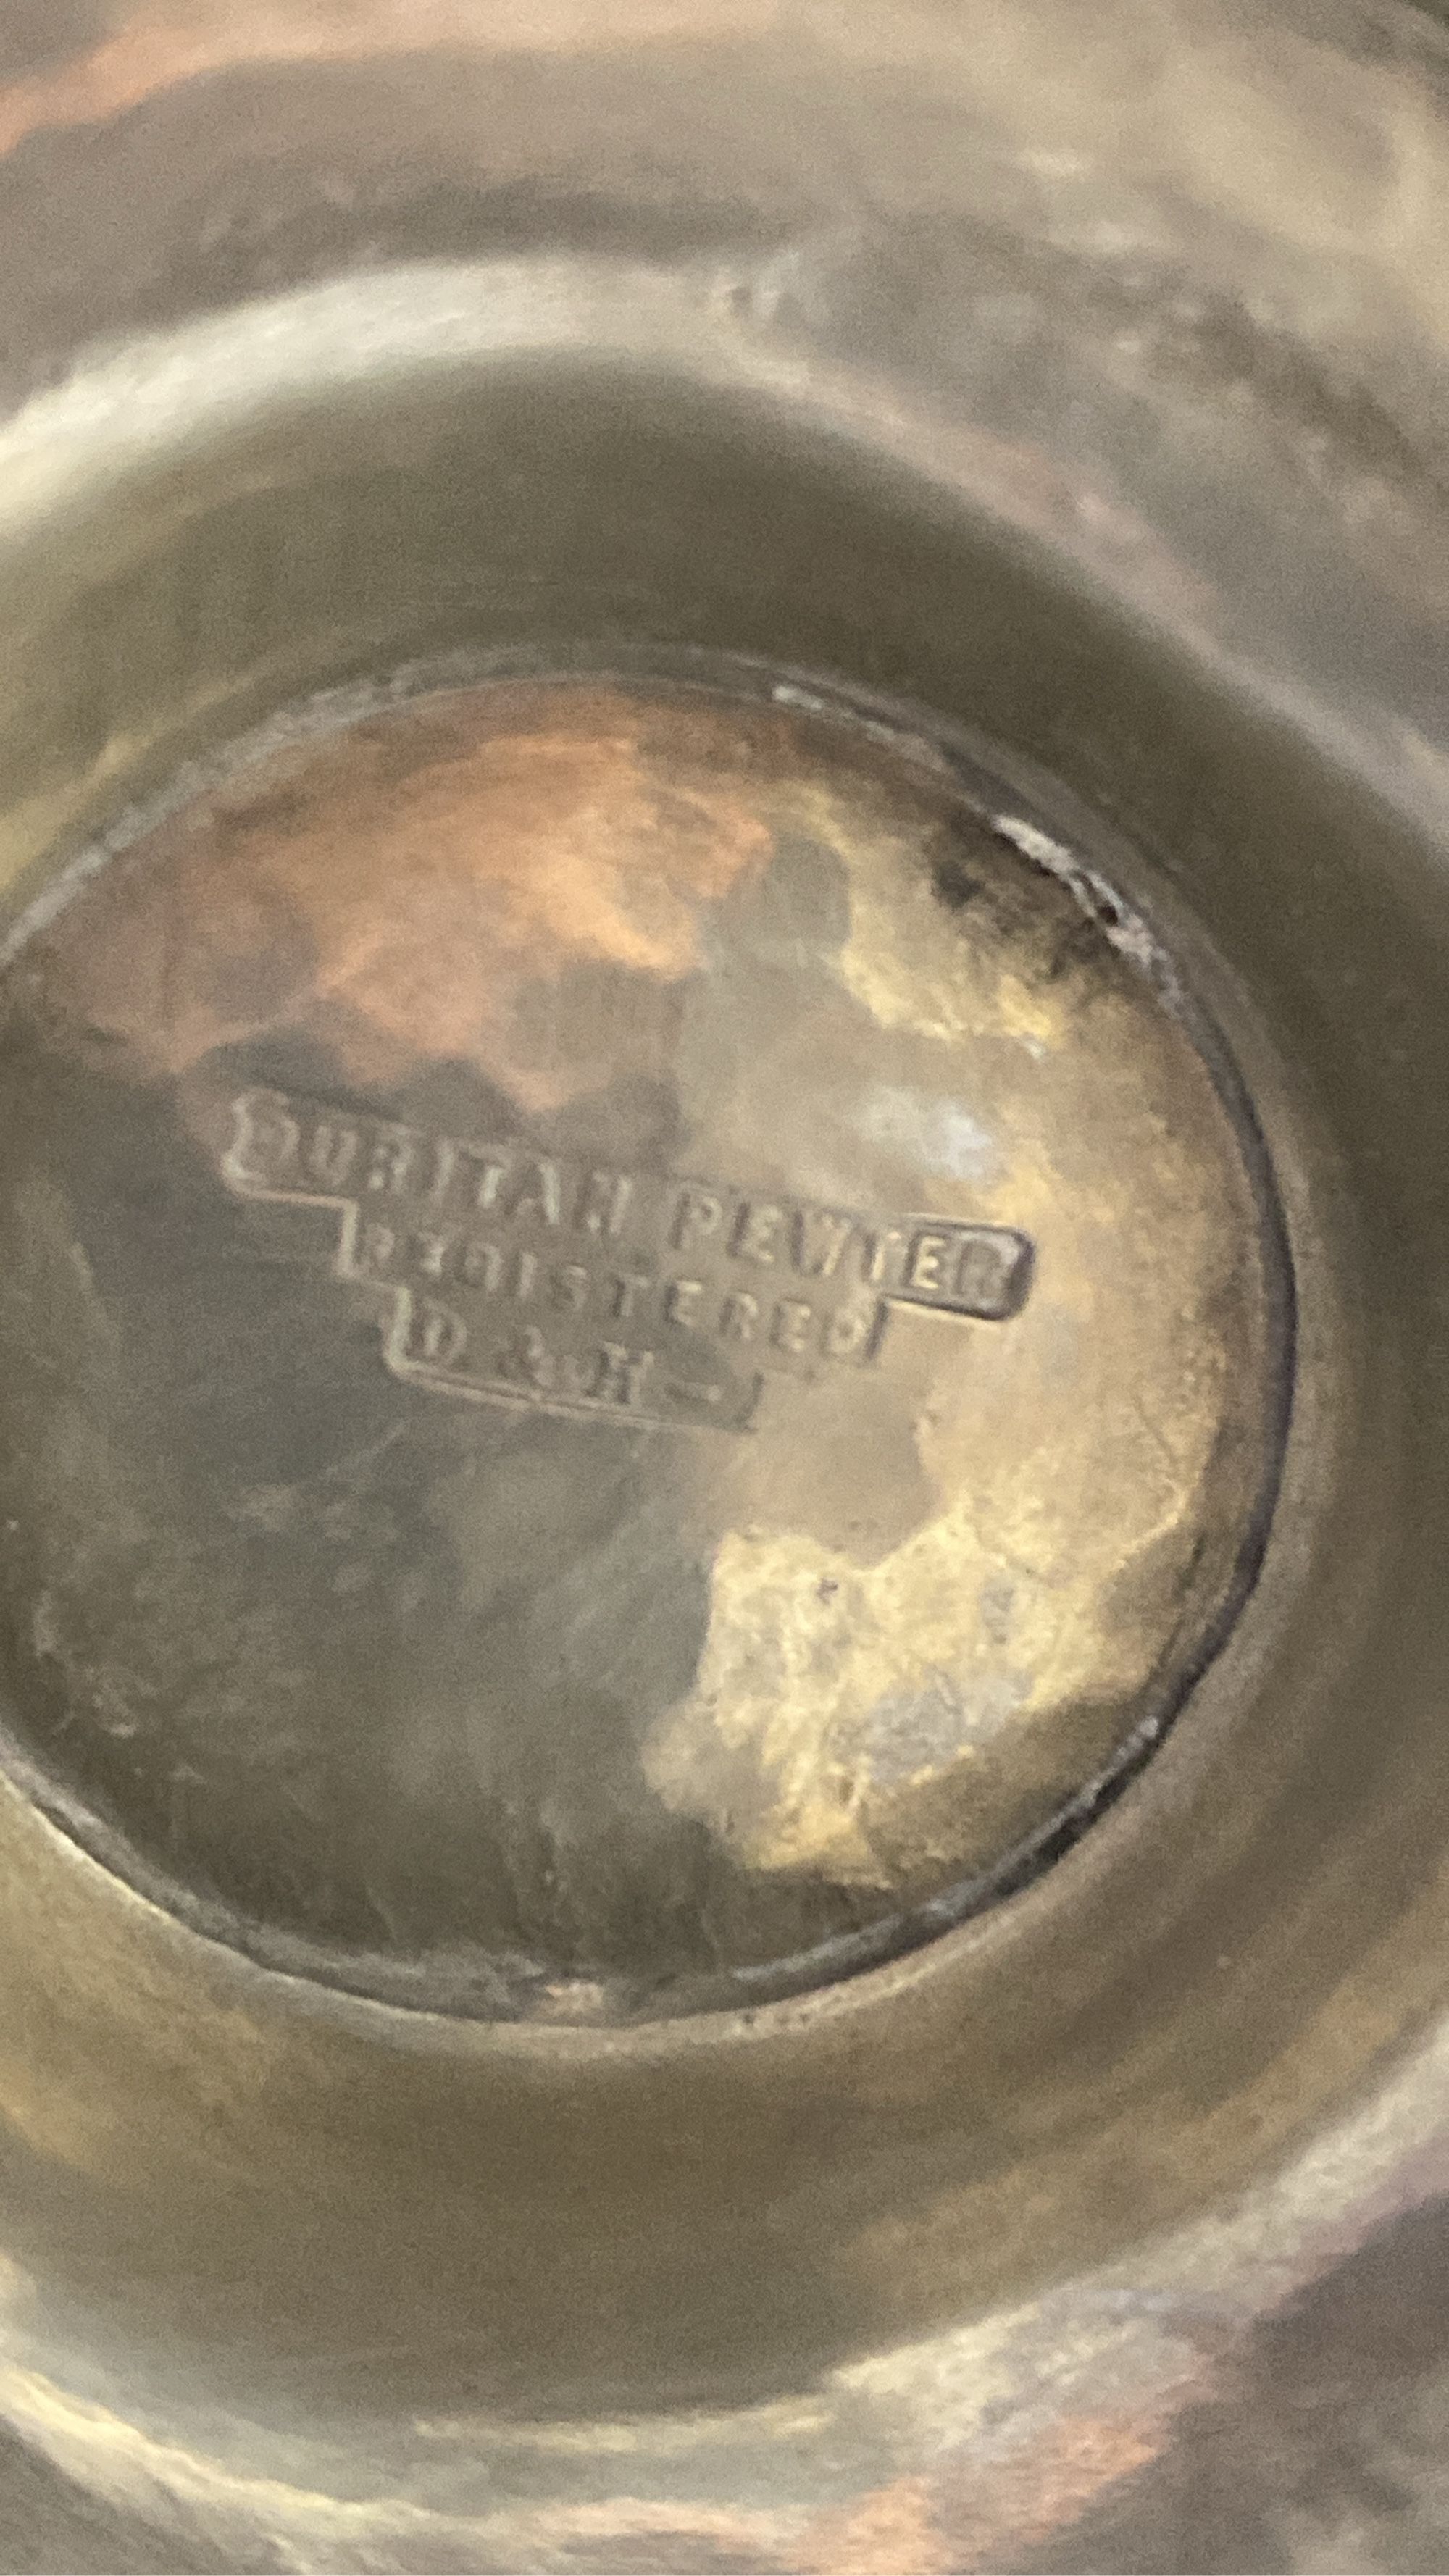 PURITAN PEWTER
REGISTERED
D & H -